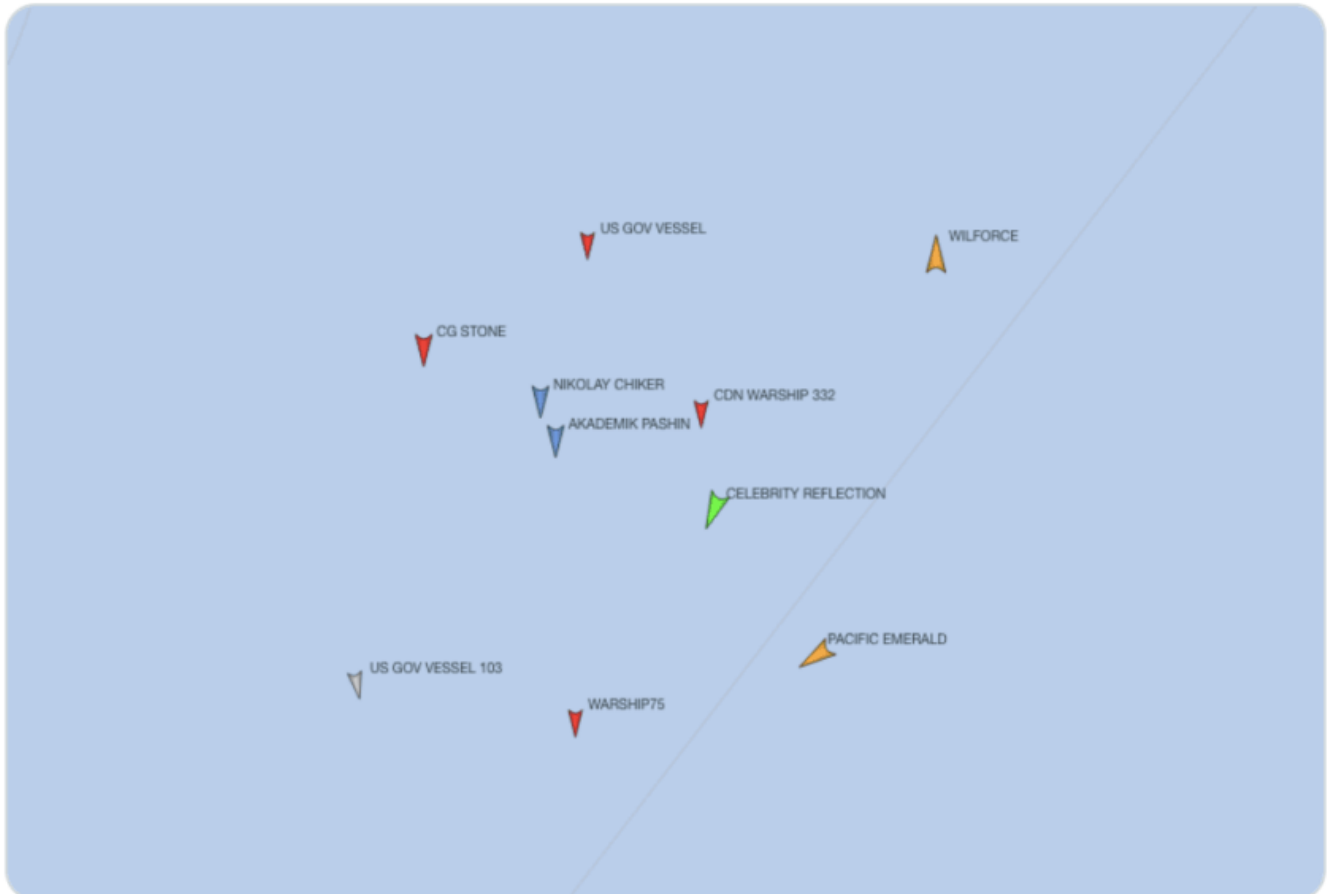 US GOV VESSEL
WILFORCE
CG STONE
NIKOLAY CHIKER
CDN WARSHIP 332
AKADEMIK PASHIN
CELEBRITY REFLECTION
PACIFIC EMERALD
US GOV VESSEL 103
WARSHIP75